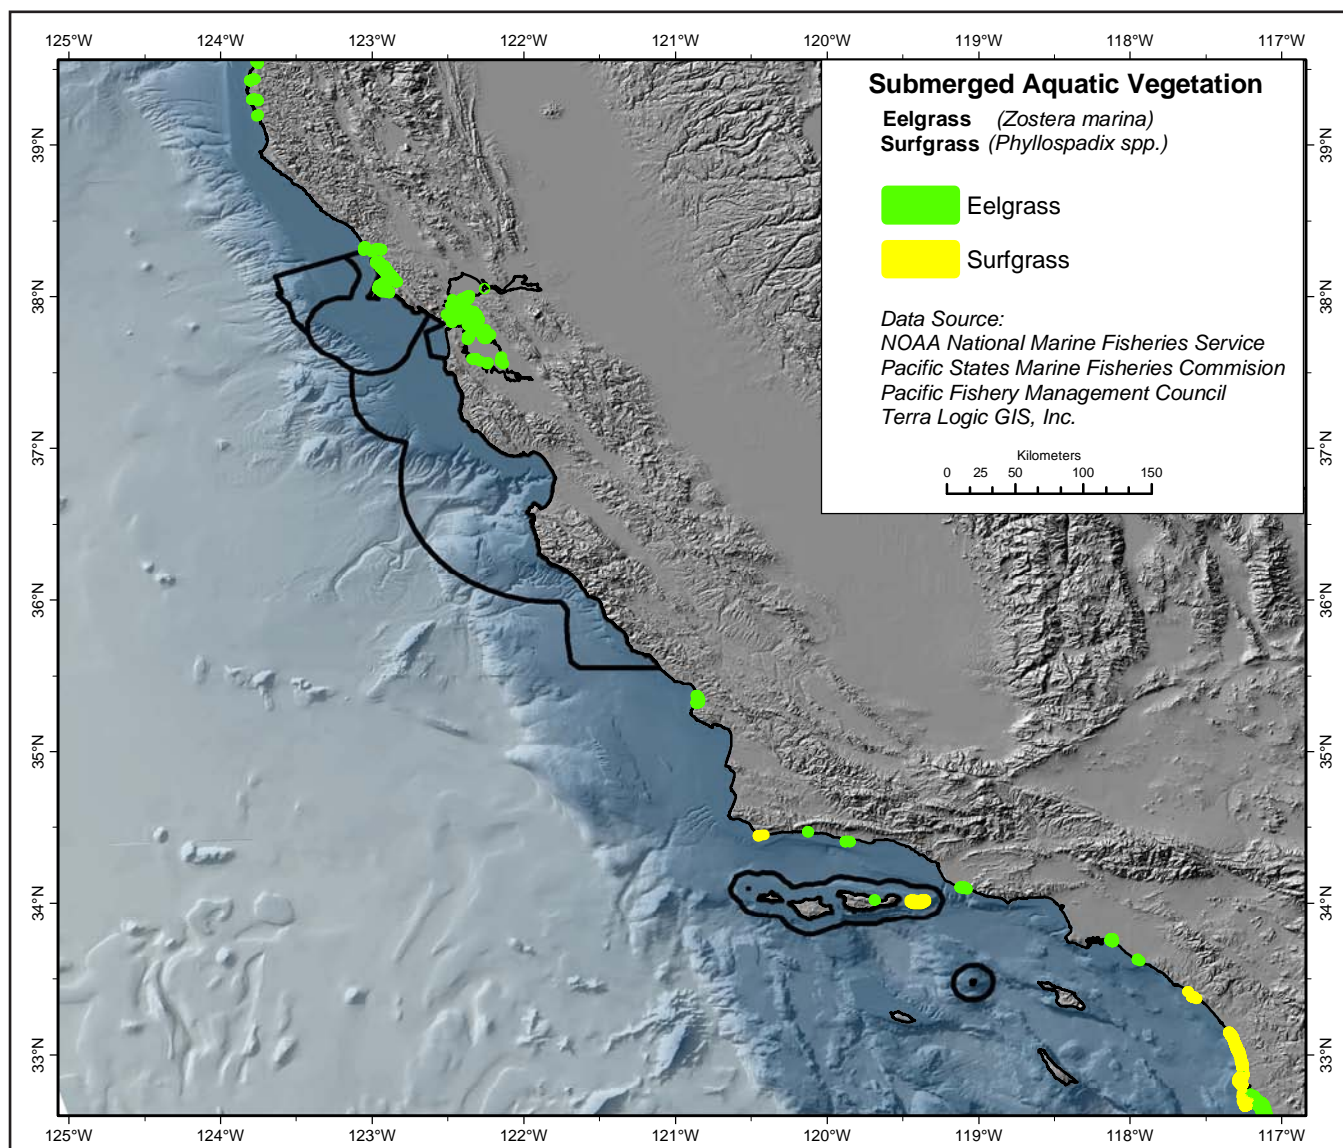 125°W 124°W 123°W 122°W 121°W 120°W 119°W 118°W 117°W
Submerged Aquatic Vegetation
Eelgrass (Zostera marina)
Surfgrass (Phyllospadix spp.)
Eelgrass
Surfgrass
Data Source:
NOAA National Marine Fisheries Service
Pacific States Marine Fisheries Commision
Pacific Fishery Management Council
Terra Logic GIS, Inc.
Kilometers
0 25 50 100 150
39°N 39°N
38°N 38°N
37°N 37°N
36°N 36°N
35°N 35°N
34°N 34°N
33°N 33°N
125°W 124°W 123°W 122°W 121°W 120°W 119°W 118°W 117°W